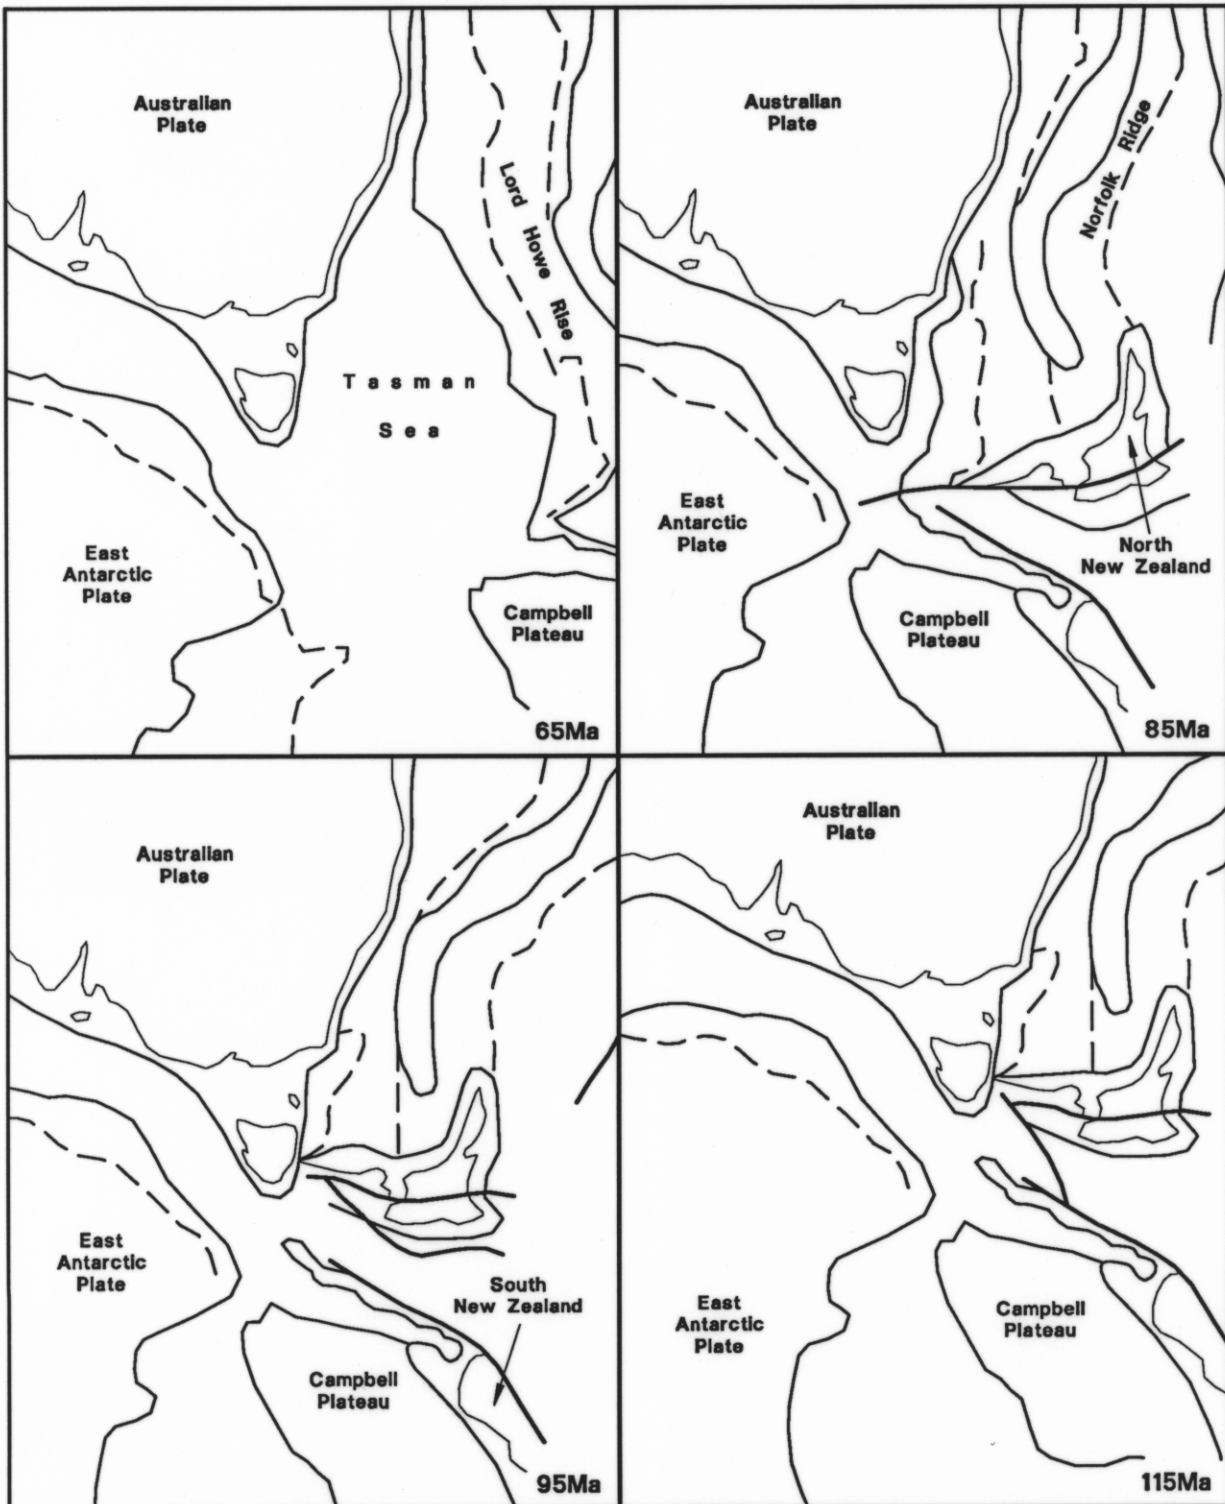 Australian
Plate
Lord Howe Rise
Tasman
Sea
East
Antarctic
Plate
Campbell
Plateau
65Ma
Australian
Plate
Norfolk Ridge
East
Antarctic
Plate
North
New Zealand
Campbell
Plateau
85Ma
Australian
Plate
East
Antarctic
Plate
South
New Zealand
Campbell
Plateau
95Ma
Australian
Plate
East
Antarctic
Plate
Campbell
Plateau
115Ma